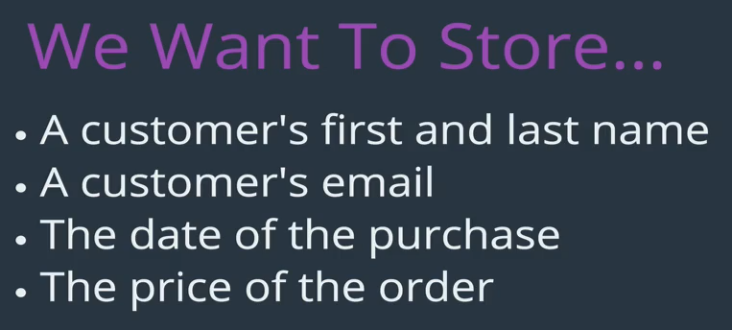 We Want To Store...
• A customer's first and last name
• A customer's email
• The date of the purchase
• The price of the order